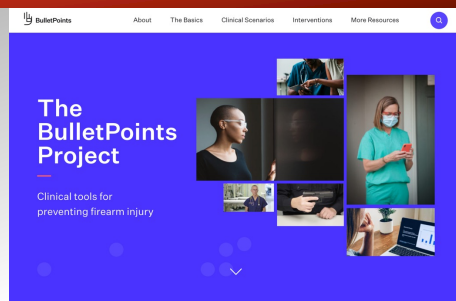 BulletPoints
About
The Basics
Clinical Scenarios
Interventions
More Resources
The
BulletPoints
Project
Clinical tools for
preventing firearm injury